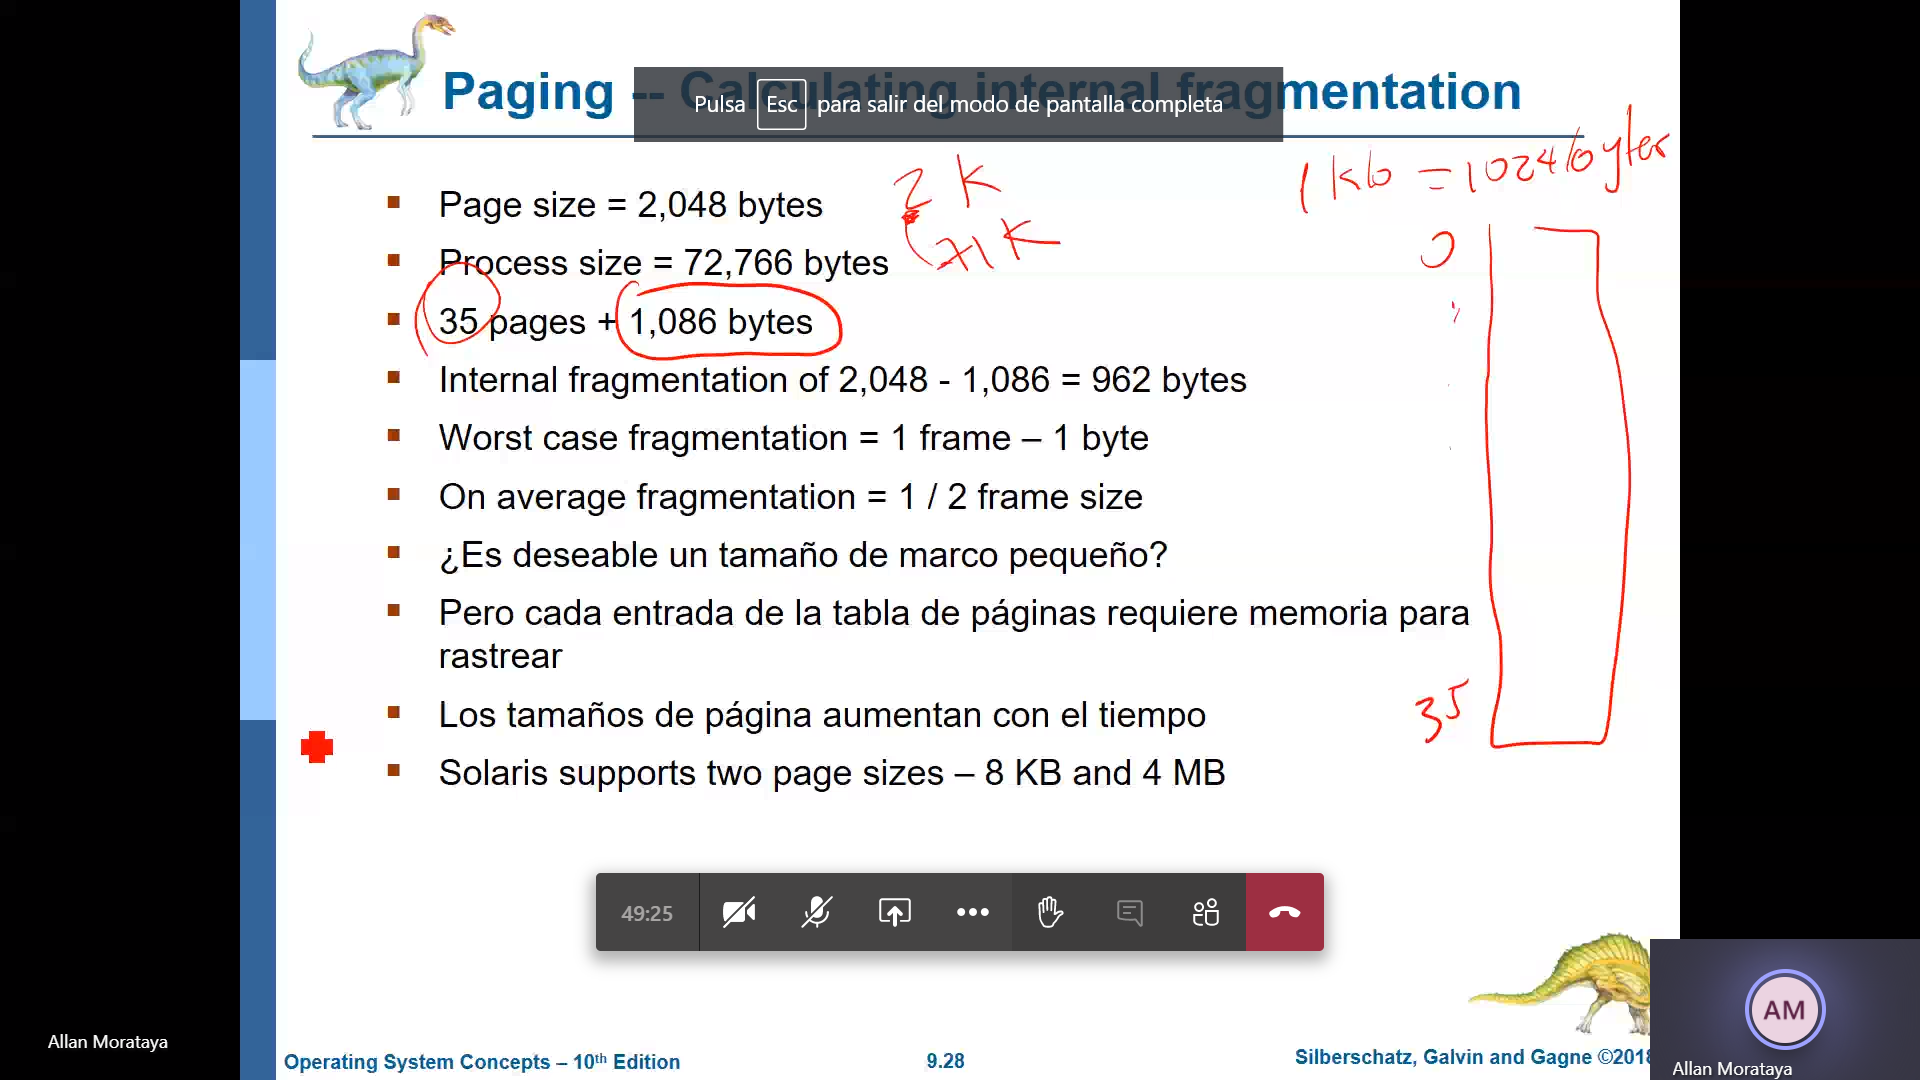 Paging -- Calculating internal fragmentation
Pulsa Esc para salir del modo de pantalla completa
1 kb = 1024 bytes
Page size = 2,048 bytes
2 K
Process size = 72,766 bytes
71 K
0
35 pages + 1,086 bytes
Internal fragmentation of 2,048 - 1,086 = 962 bytes
Worst case fragmentation = 1 frame – 1 byte
On average fragmentation = 1 / 2 frame size
¿Es deseable un tamaño de marco pequeño?
Pero cada entrada de la tabla de páginas requiere memoria para
rastrear
Los tamaños de página aumentan con el tiempo
35
Solaris supports two page sizes – 8 KB and 4 MB
49:25
AM
Allan Morataya
Allan Morataya
Operating System Concepts – 10th Edition
9.28
Silberschatz, Galvin and Gagne ©2018